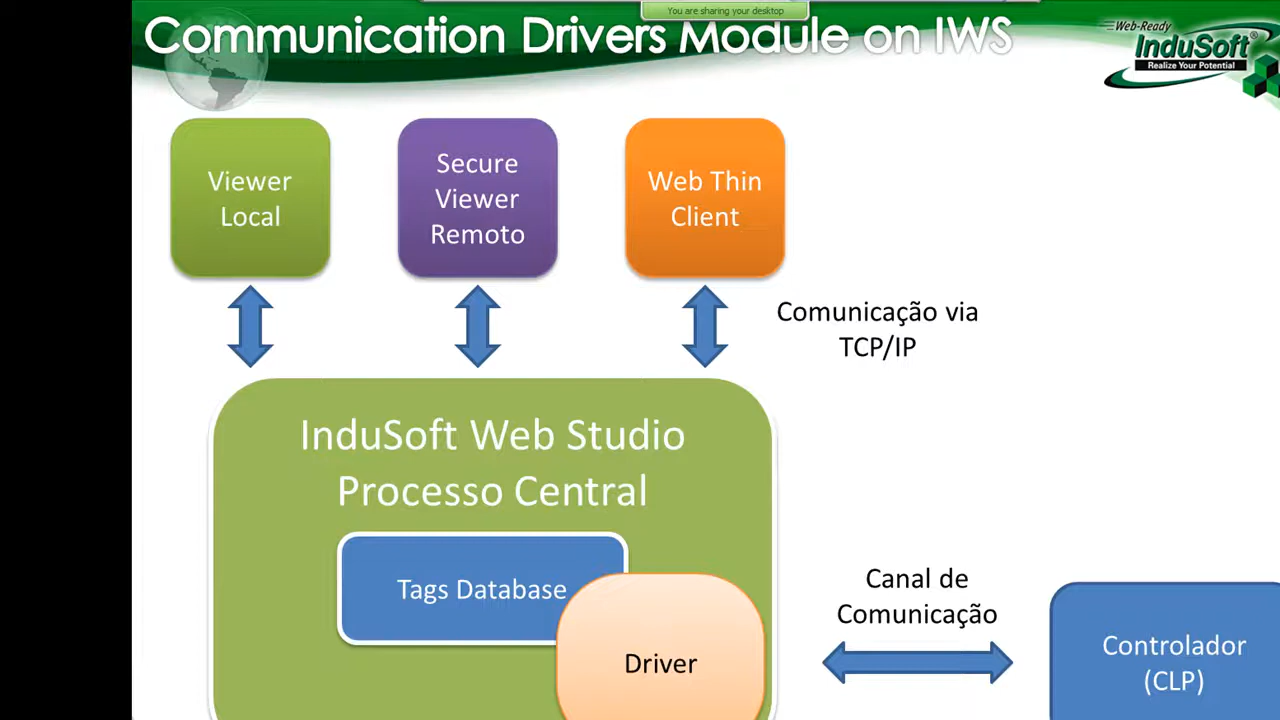 You are sharing your desktop
Communication Drivers Module on IWS
Web-Ready
InduSoft®
Realize Your Potential
Viewer
Local
Secure
Viewer
Remoto
Web Thin
Client
Comunicação via
TCP/IP
InduSoft Web Studio
Processo Central
Tags Database
Driver
Canal de
Comunicação
Controlador
(CLP)